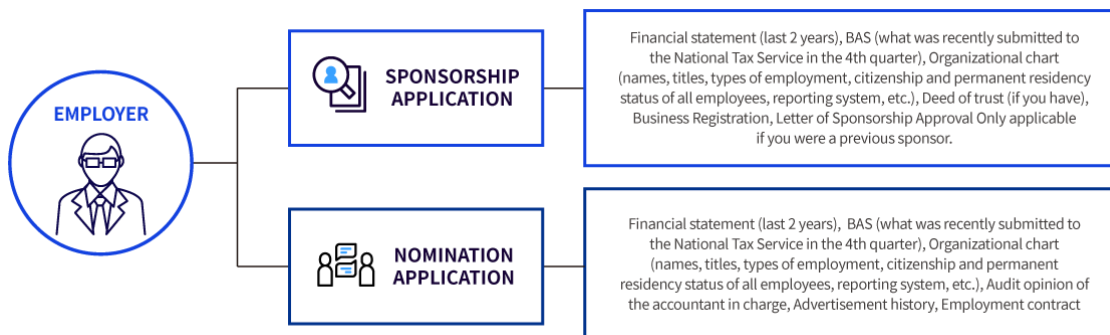 EMPLOYER
SPONSORSHIP
APPLICATION
Financial statement (last 2 years), BAS (what was recently submitted to
the National Tax Service in the 4th quarter), Organizational chart
(names, titles, types of employment, citizenship and permanent residency
status of all employees, reporting system, etc.), Deed of trust (if you have),
Business Registration, Letter of Sponsorship Approval Only applicable
if you were a previous sponsor.
NOMINATION
APPLICATION
Financial statement (last 2 years), BAS (what was recently submitted to
the National Tax Service in the 4th quarter), Organizational chart
(names, titles, types of employment, citizenship and permanent
residency status of all employees, reporting system, etc.), Audit opinion of
the accountant in charge, Advertisement history, Employment contract